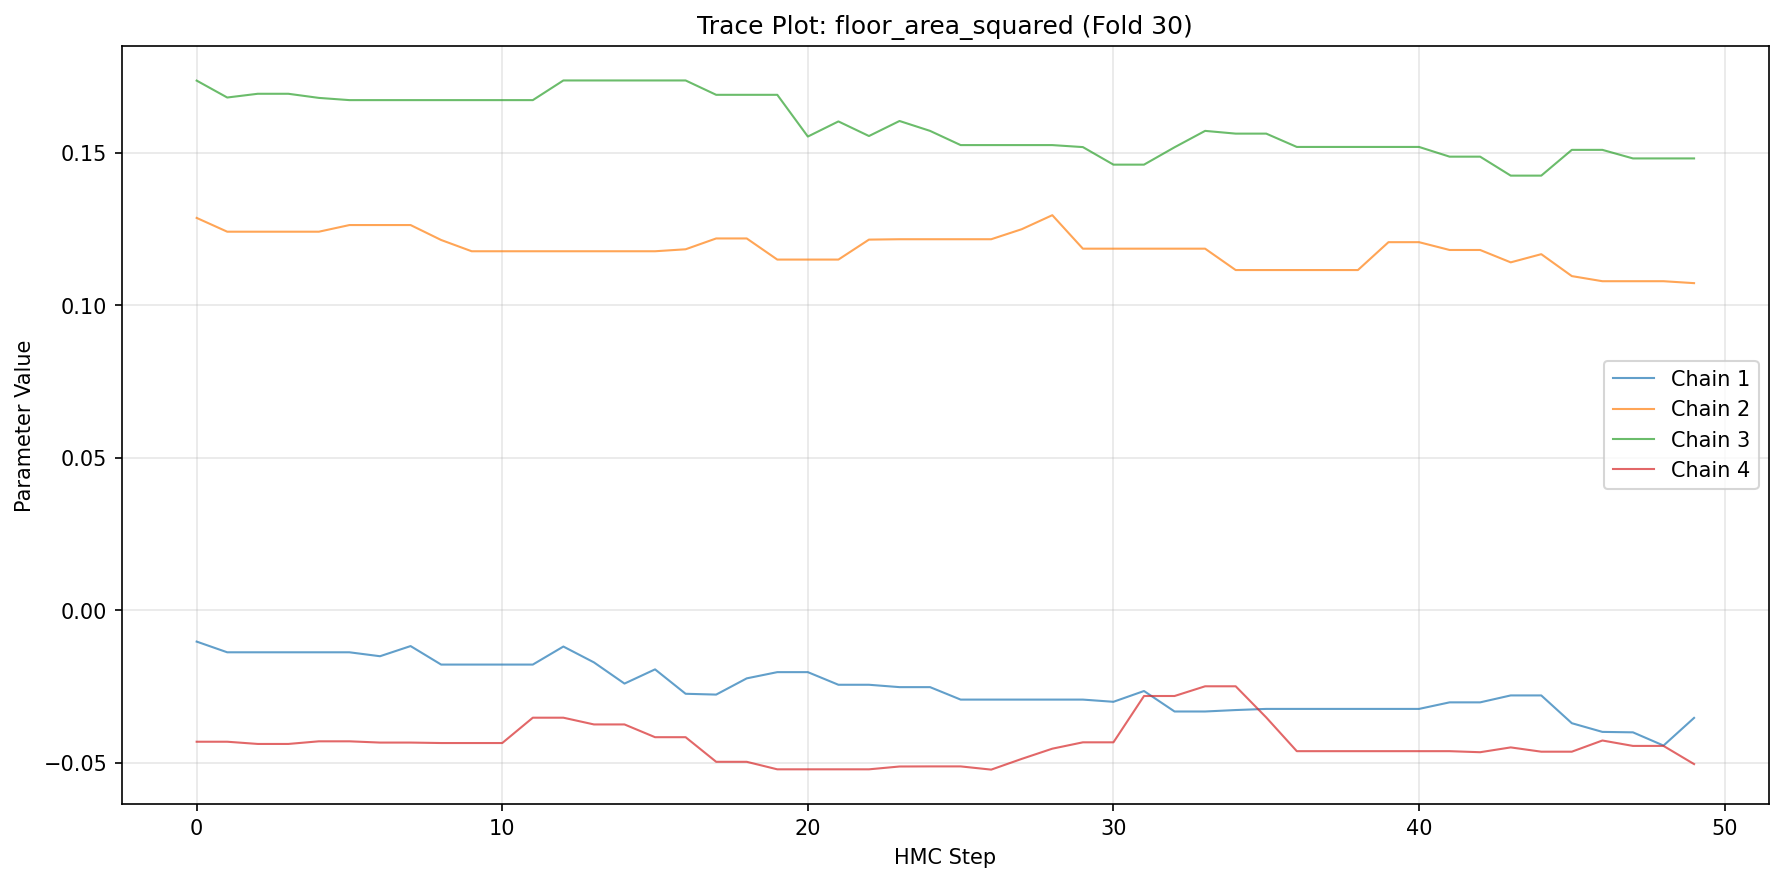 Trace Plot: floor_area_squared (Fold 30)
Parameter Value
0.15
0.10
0.05
0.00
−0.05
Chain 1
Chain 2
Chain 3
Chain 4
0 10 20 30 40 50
HMC Step